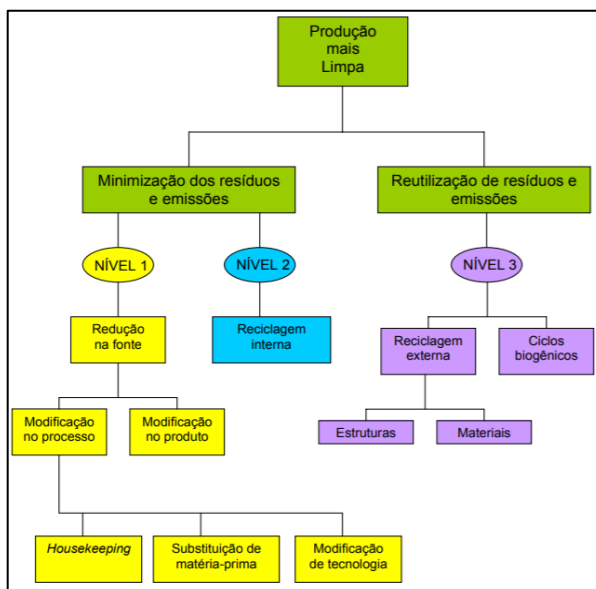 Produção
mais
Limpa
Minimização dos resíduos
e emissões
Reutilização de resíduos e
emissões
NÍVEL 1
NÍVEL 2
NÍVEL 3
Redução
na fonte
Reciclagem
interna
Reciclagem
externa
Ciclos
biogênicos
Modificação
no processo
Modificação
no produto
Estruturas
Materiais
Housekeeping
Substituição de
matéria-prima
Modificação
de tecnologia